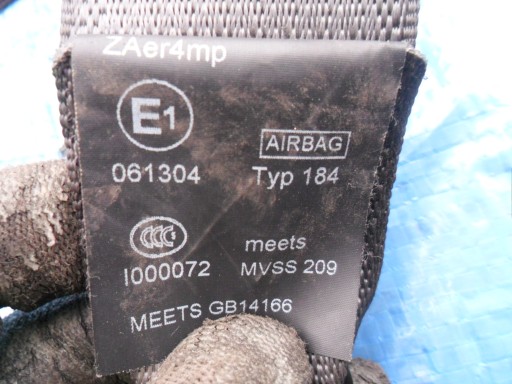 ZAer4mp
E1
AIRBAG
061304 Typ 184
CCC
meets
I000072 MVSS 209
MEETS GB14166